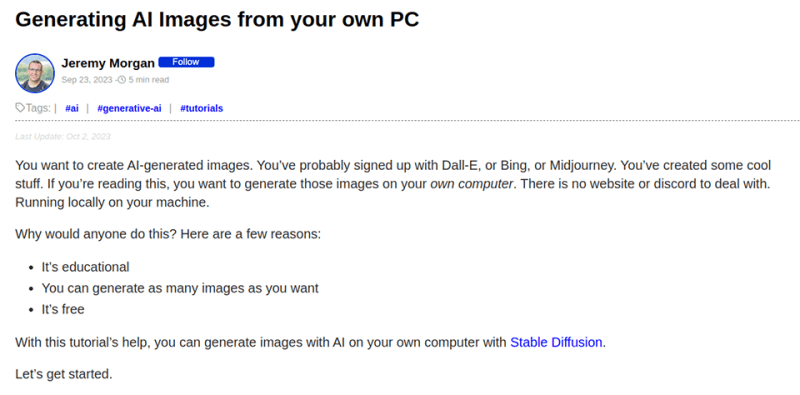 Generating AI Images from your own PC
Jeremy Morgan Follow
Sep 23, 2023 - 5 min read
Tags: | #ai | #generative-ai | #tutorials
Last Update: Oct 2, 2023
You want to create AI-generated images. You’ve probably signed up with Dall-E, or Bing, or Midjourney. You’ve created some cool
stuff. If you’re reading this, you want to generate those images on your own computer. There is no website or discord to deal with.
Running locally on your machine.
Why would anyone do this? Here are a few reasons:
• It’s educational
• You can generate as many images as you want
• It’s free
With this tutorial’s help, you can generate images with AI on your own computer with Stable Diffusion.
Let’s get started.